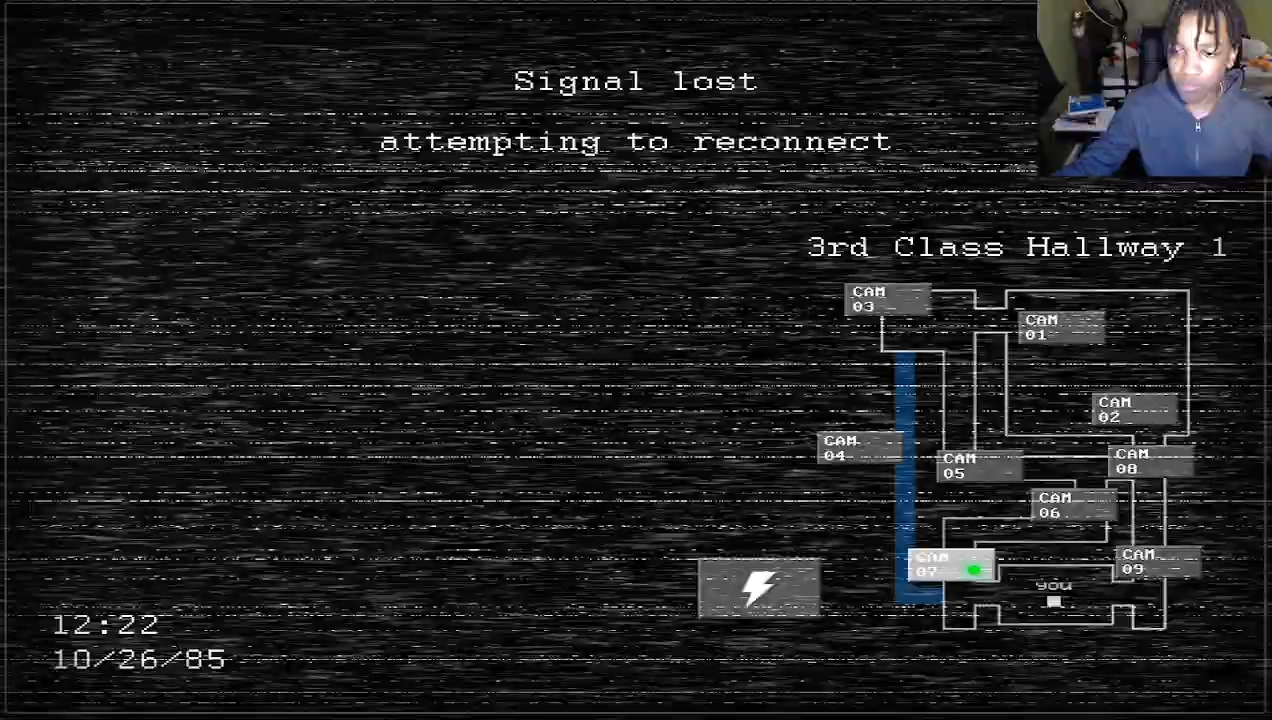 Signal lost
attempting to reconnect
3rd Class Hallway 1
CAM
03
CAM
01
CAM
02
CAM
04
CAM
05
CAM
08
CAM
06
CAM
07
CAM
09
you
12:22
10/26/85